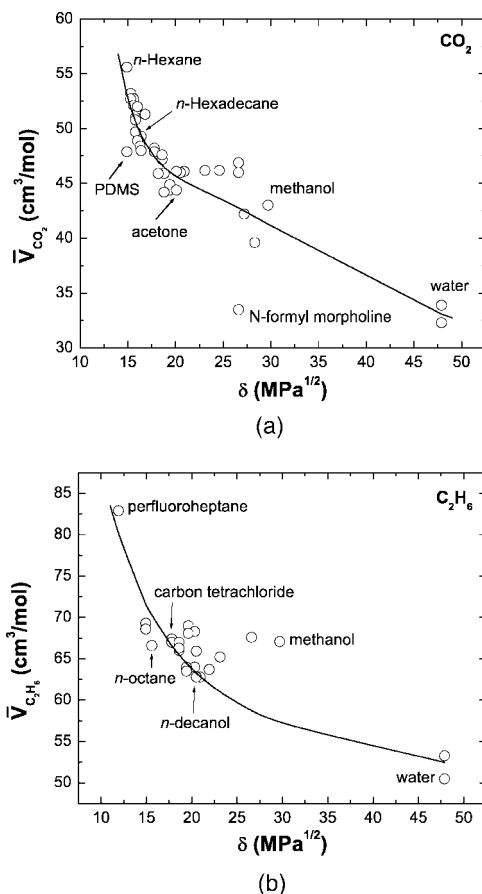 CO2
60
55
50
45
40
35
30
n-Hexane
n-Hexadecane
PDMS
acetone
methanol
water
N-formyl morpholine
V̄CO2 (cm³/mol)
10 15 20 25 30 35 40 45 50
δ (MPa1/2)
(a)
C2H6
85
80
75
70
65
60
55
50
perfluoroheptane
carbon tetrachloride
n-octane
n-decanol
methanol
water
V̄C2H6 (cm³/mol)
10 15 20 25 30 35 40 45 50
δ (MPa1/2)
(b)